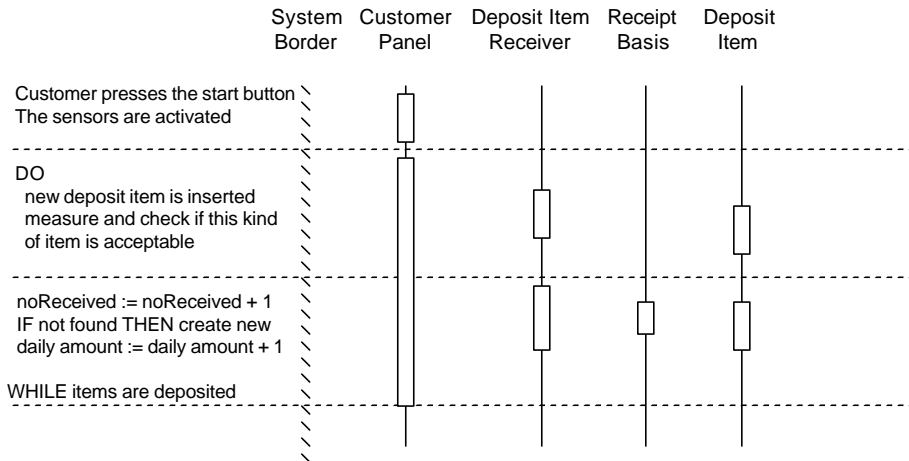 System Customer Deposit Item Receipt Deposit
Border Panel Receiver Basis Item
Customer presses the start button
The sensors are activated
DO
new deposit item is inserted
measure and check if this kind
of item is acceptable
noReceived := noReceived + 1
IF not found THEN create new
daily amount := daily amount + 1
WHILE items are deposited